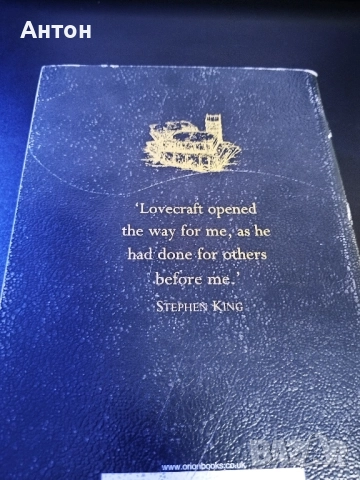 Антон
‘Lovecraft opened
the way for me, as he
had done for others
before me.’
Stephen King
www.orionbooks.co.uk